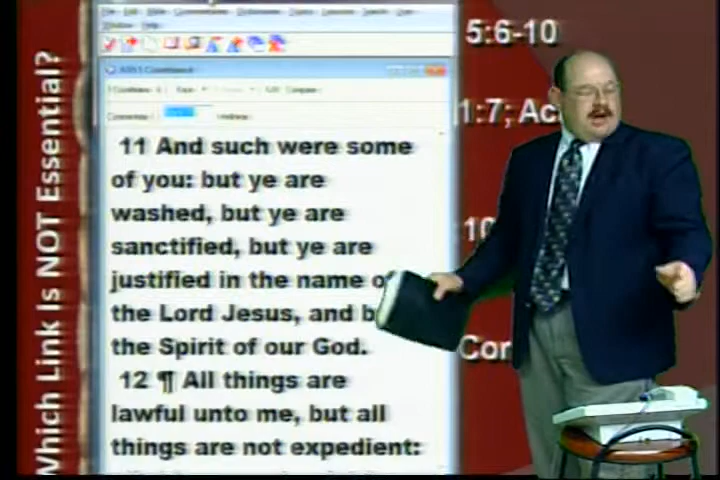 Which Link Is NOT Essential?
5:6-10
1:7; Ac
10
Cor
11 And such were some
of you: but ye are
washed, but ye are
sanctified, but ye are
justified in the name of
the Lord Jesus, and b
the Spirit of our God.
12 ¶ All things are
lawful unto me, but all
things are not expedient: